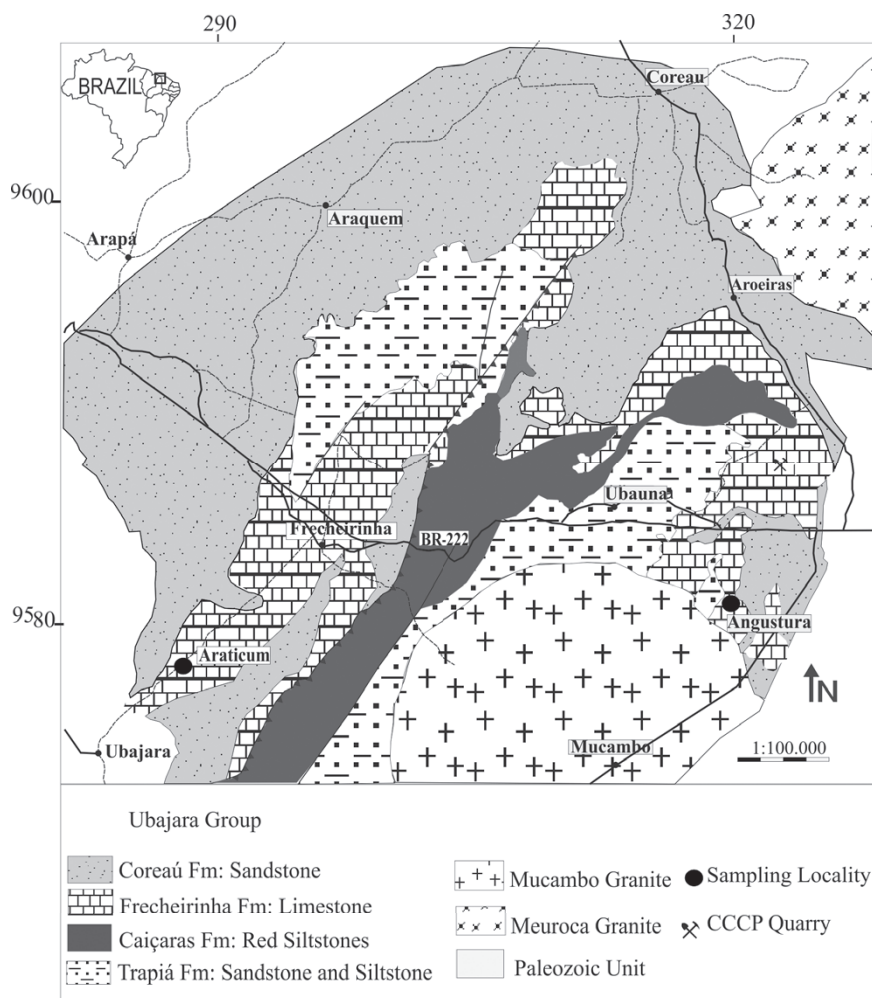 290
320
BRAZIL
Coreau
9600
Araquem
Arapá
Aroeiras
Ubauna
Frecheirinha
BR-222
9580
Angustura
Araticum
N
Ubajara
Mucambo
1:100.000
Ubajara Group
Coreaú Fm: Sandstone
Frecheirinha Fm: Limestone
Caiçaras Fm: Red Siltstones
Trapiá Fm: Sandstone and Siltstone
Mucambo Granite
Sampling Locality
Meuroca Granite
CCCP Quarry
Paleozoic Unit